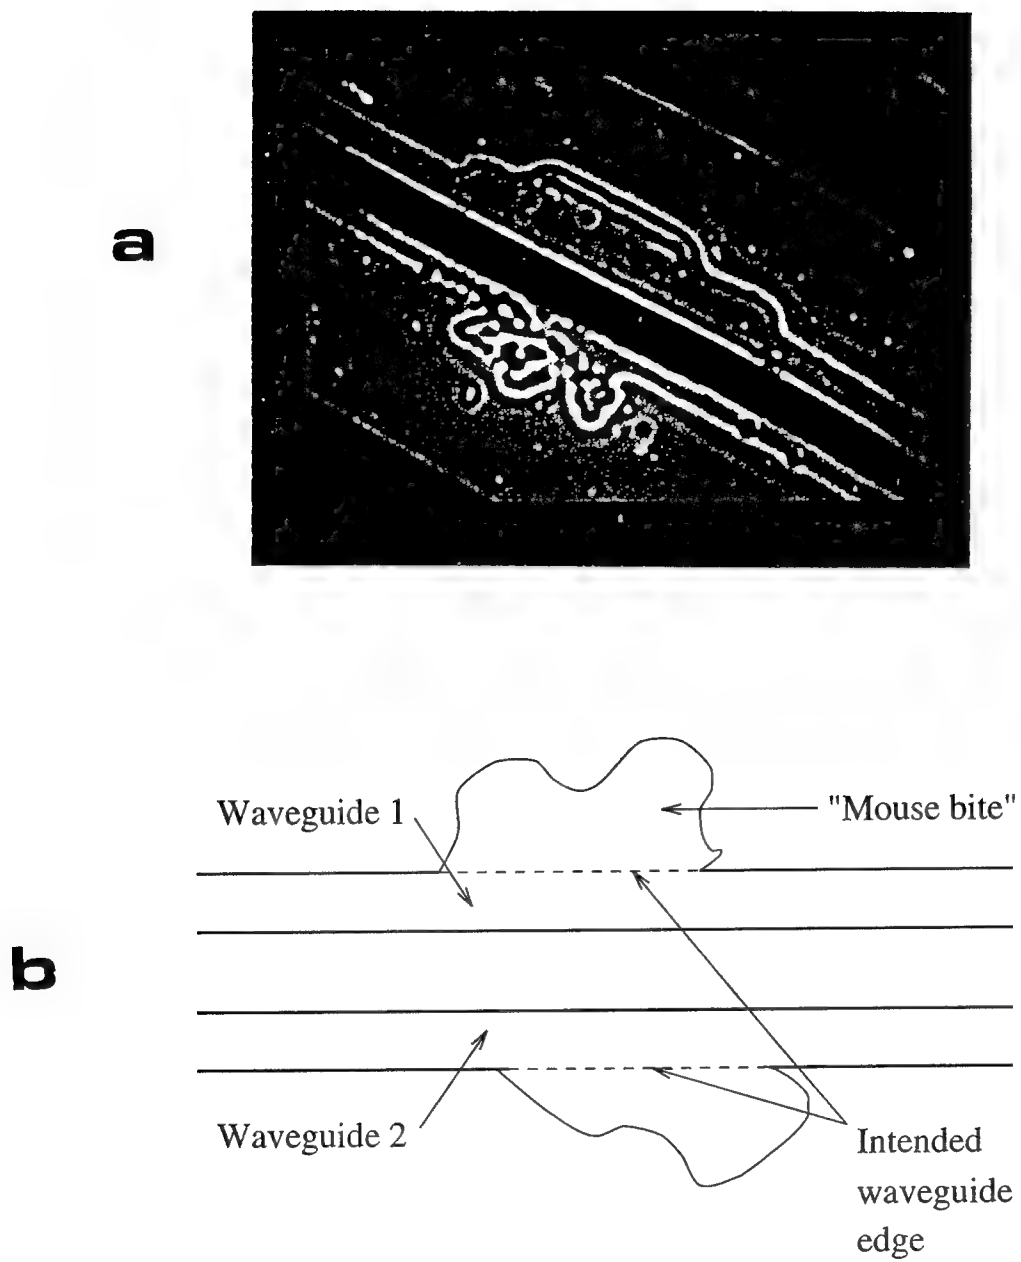 a
Waveguide 1
"Mouse bite"
b
Waveguide 2
Intended
waveguide
edge